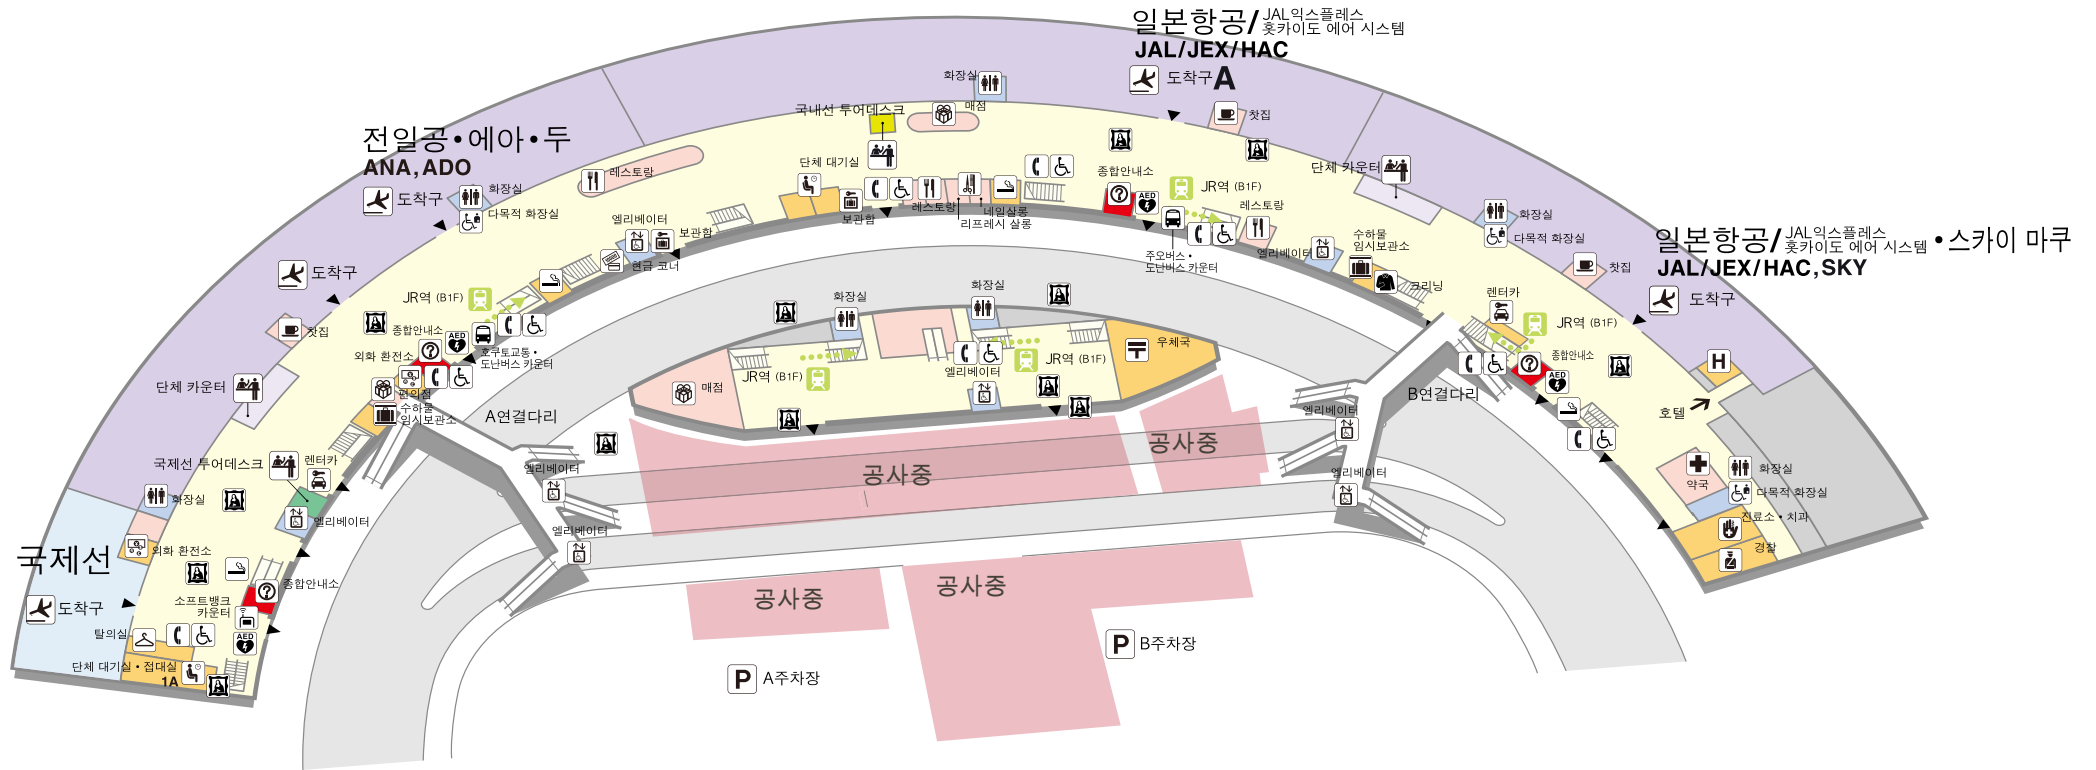 일본항공/JAL익스플레스
홋카이도 에어 시스템
JAL/JEX/HAC
도착구 A
화장실
매점
국내선 투어데스크
찻집
전일공•에아•두
ANA, ADO
도착구
화장실
다목적 화장실
레스토랑
단체 대기실
보관함
레스토랑
네일살롱
리프레시 살롱
종합안내소
AED
JR역 (B1F)
레스토랑
단체 카운터
화장실
다목적 화장실
일본항공/JAL익스플레스
홋카이도 에어 시스템
•스카이 마쿠
JAL/JEX/HAC, SKY
도착구
찻집
엘리베이터
보관함
현금 코너
주오버스•
도난버스 카운터
엘리베이터
수하물
임시보관소
크리닝
렌터카
JR역 (B1F)
종합안내소
AED
도착구
JR역 (B1F)
찻집
종합안내소
AED
외화 환전소
호쿠토교통•
도난버스 카운터
편의점
수하물
임시보관소
단체 카운터
화장실
화장실
JR역 (B1F)
매점
엘리베이터
JR역 (B1F)
우체국
A연결다리
B연결다리
H
호텔
국제선 투어데스크
렌터카
화장실
엘리베이터
엘리베이터
엘리베이터
엘리베이터
엘리베이터
공사중
공사중
공사중
공사중
약국
화장실
다목적 화장실
진료소•치과
경찰
국제선
외화 환전소
도착구
종합안내소
소프트뱅크
카운터
AED
탈의실
단체 대기실•접대실
1A
P A주차장
P B주차장